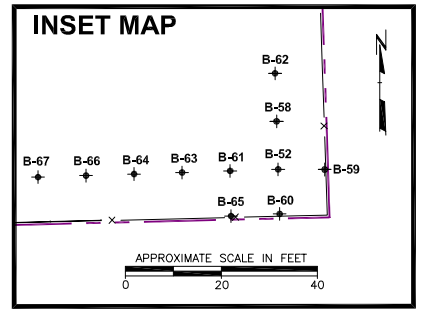 INSET MAP
N
B-62
B-58
B-67 B-66 B-64 B-63 B-61 B-52
B-59
B-65 B-60
APPROXIMATE SCALE IN FEET
0 20 40